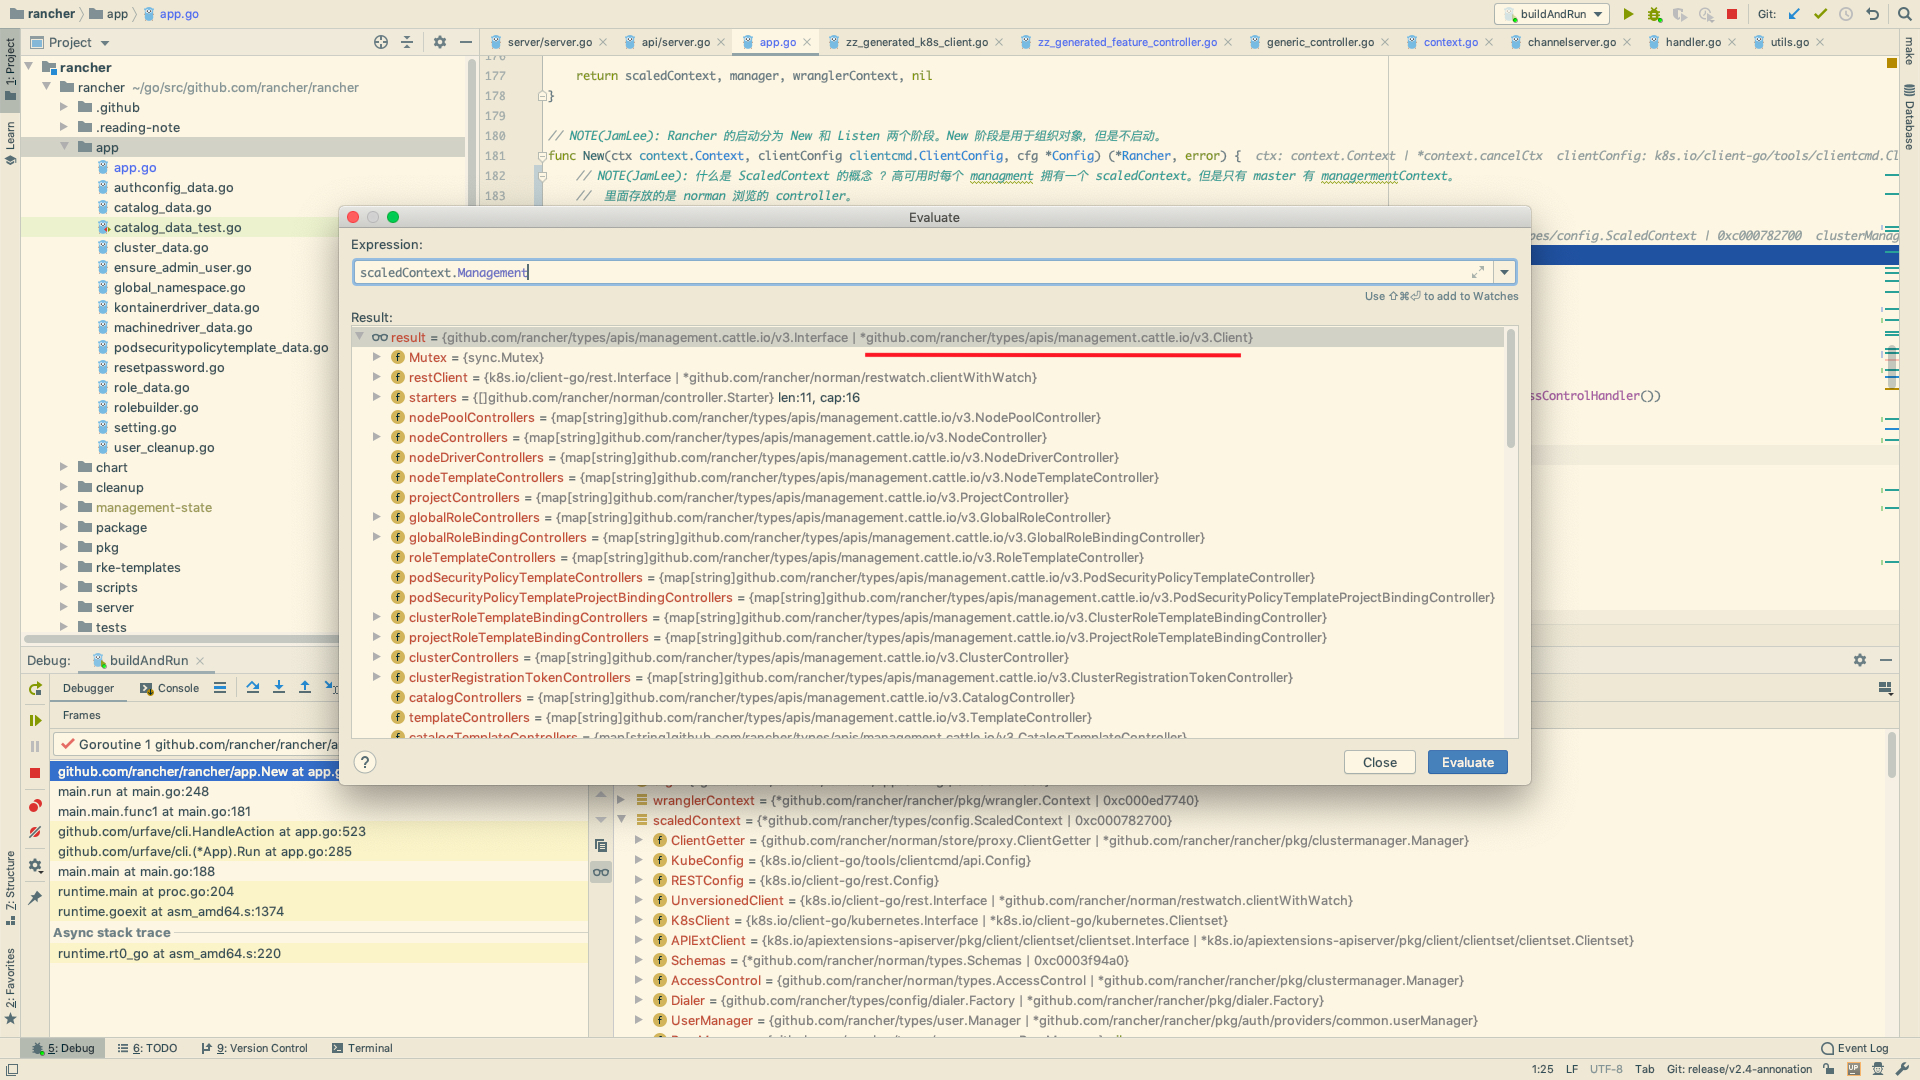 rancher
app
app.go
buildAndRun
Git:
1: Project
Learn
Project
server/server.go
api/server.go
app.go
zz_generated_k8s_client.go
zz_generated_feature_controller.go
generic_controller.go
context.go
channelserver.go
handler.go
utils.go
make
Database
rancher
rancher ~/go/src/github.com/rancher/rancher
.github
.reading-note
app
app.go
authconfig_data.go
catalog_data.go
catalog_data_test.go
cluster_data.go
ensure_admin_user.go
global_namespace.go
kontainerdriver_data.go
machinedriver_data.go
podsecuritypolicytemplate_data.go
resetpassword.go
role_data.go
rolebuilder.go
setting.go
user_cleanup.go
chart
cleanup
management-state
package
pkg
rke-templates
scripts
server
tests
176
177 return scaledContext, manager, wranglerContext, nil
178 }
179
180 // NOTE(JamLee): Rancher 的启动分为 New 和 Listen 两个阶段。New 阶段是用于组织对象，但是不启动。
181 func New(ctx context.Context, clientConfig clientcmd.ClientConfig, cfg *Config) (*Rancher, error) { ctx: context.Context | *context.cancelCtx clientConfig: k8s.io/client-go/tools/clientcmd.Cl
182 // NOTE(JamLee): 什么是 ScaledContext 的概念 ？高可用时每个 managment 拥有一个 scaledContext。但是只有 master 有 managermentContext。
183 // 里面存放的是 norman 浏览的 controller。
pes/config.ScaledContext | 0xc000782700 clusterManag
ssControlHandler())
Evaluate
Expression:
scaledContext.Management
Use ⇧⌘⏎ to add to Watches
Result:
result = {github.com/rancher/types/apis/management.cattle.io/v3.Interface | *github.com/rancher/types/apis/management.cattle.io/v3.Client}
Mutex = {sync.Mutex}
restClient = {k8s.io/client-go/rest.Interface | *github.com/rancher/norman/restwatch.clientWithWatch}
starters = {[]github.com/rancher/norman/controller.Starter} len:11, cap:16
nodePoolControllers = {map[string]github.com/rancher/types/apis/management.cattle.io/v3.NodePoolController}
nodeControllers = {map[string]github.com/rancher/types/apis/management.cattle.io/v3.NodeController}
nodeDriverControllers = {map[string]github.com/rancher/types/apis/management.cattle.io/v3.NodeDriverController}
nodeTemplateControllers = {map[string]github.com/rancher/types/apis/management.cattle.io/v3.NodeTemplateController}
projectControllers = {map[string]github.com/rancher/types/apis/management.cattle.io/v3.ProjectController}
globalRoleControllers = {map[string]github.com/rancher/types/apis/management.cattle.io/v3.GlobalRoleController}
globalRoleBindingControllers = {map[string]github.com/rancher/types/apis/management.cattle.io/v3.GlobalRoleBindingController}
roleTemplateControllers = {map[string]github.com/rancher/types/apis/management.cattle.io/v3.RoleTemplateController}
podSecurityPolicyTemplateControllers = {map[string]github.com/rancher/types/apis/management.cattle.io/v3.PodSecurityPolicyTemplateController}
podSecurityPolicyTemplateProjectBindingControllers = {map[string]github.com/rancher/types/apis/management.cattle.io/v3.PodSecurityPolicyTemplateProjectBindingController}
clusterRoleTemplateBindingControllers = {map[string]github.com/rancher/types/apis/management.cattle.io/v3.ClusterRoleTemplateBindingController}
projectRoleTemplateBindingControllers = {map[string]github.com/rancher/types/apis/management.cattle.io/v3.ProjectRoleTemplateBindingController}
clusterControllers = {map[string]github.com/rancher/types/apis/management.cattle.io/v3.ClusterController}
clusterRegistrationTokenControllers = {map[string]github.com/rancher/types/apis/management.cattle.io/v3.ClusterRegistrationTokenController}
catalogControllers = {map[string]github.com/rancher/types/apis/management.cattle.io/v3.CatalogController}
templateControllers = {map[string]github.com/rancher/types/apis/management.cattle.io/v3.TemplateController}
catalogTemplateControllers = {map[string]github.com/rancher/types/apis/management.cattle.io/v3.CatalogTemplateController}
?
Close
Evaluate
Debug:
buildAndRun
Debugger
Console
Frames
Goroutine 1 github.com/rancher/rancher/a
github.com/rancher/rancher/app.New at app.g
main.run at main.go:248
main.main.func1 at main.go:181
github.com/urfave/cli.HandleAction at app.go:523
github.com/urfave/cli.(*App).Run at app.go:285
main.main at main.go:188
runtime.main at proc.go:204
runtime.goexit at asm_amd64.s:1374
Async stack trace
runtime.rt0_go at asm_amd64.s:220
wranglerContext = {*github.com/rancher/rancher/pkg/wrangler.Context | 0xc000ed7740}
scaledContext = {*github.com/rancher/types/config.ScaledContext | 0xc000782700}
ClientGetter = {github.com/rancher/norman/store/proxy.ClientGetter | *github.com/rancher/rancher/pkg/clustermanager.Manager}
KubeConfig = {k8s.io/client-go/tools/clientcmd/api.Config}
RESTConfig = {k8s.io/client-go/rest.Config}
UnversionedClient = {k8s.io/client-go/rest.Interface | *github.com/rancher/norman/restwatch.clientWithWatch}
K8sClient = {k8s.io/client-go/kubernetes.Interface | *k8s.io/client-go/kubernetes.Clientset}
APIExtClient = {k8s.io/apiextensions-apiserver/pkg/client/clientset/clientset.Interface | *k8s.io/apiextensions-apiserver/pkg/client/clientset/clientset.Clientset}
Schemas = {*github.com/rancher/norman/types.Schemas | 0xc0003f94a0}
AccessControl = {github.com/rancher/norman/types.AccessControl | *github.com/rancher/rancher/pkg/clustermanager.Manager}
Dialer = {github.com/rancher/types/config/dialer.Factory | *github.com/rancher/rancher/pkg/dialer.Factory}
UserManager = {github.com/rancher/types/user.Manager | *github.com/rancher/rancher/pkg/auth/providers/common.userManager}
7: Structure
2: Favorites
5: Debug
6: TODO
9: Version Control
Terminal
Event Log
1:25
LF
UTF-8
Tab
Git: release/v2.4-annonation